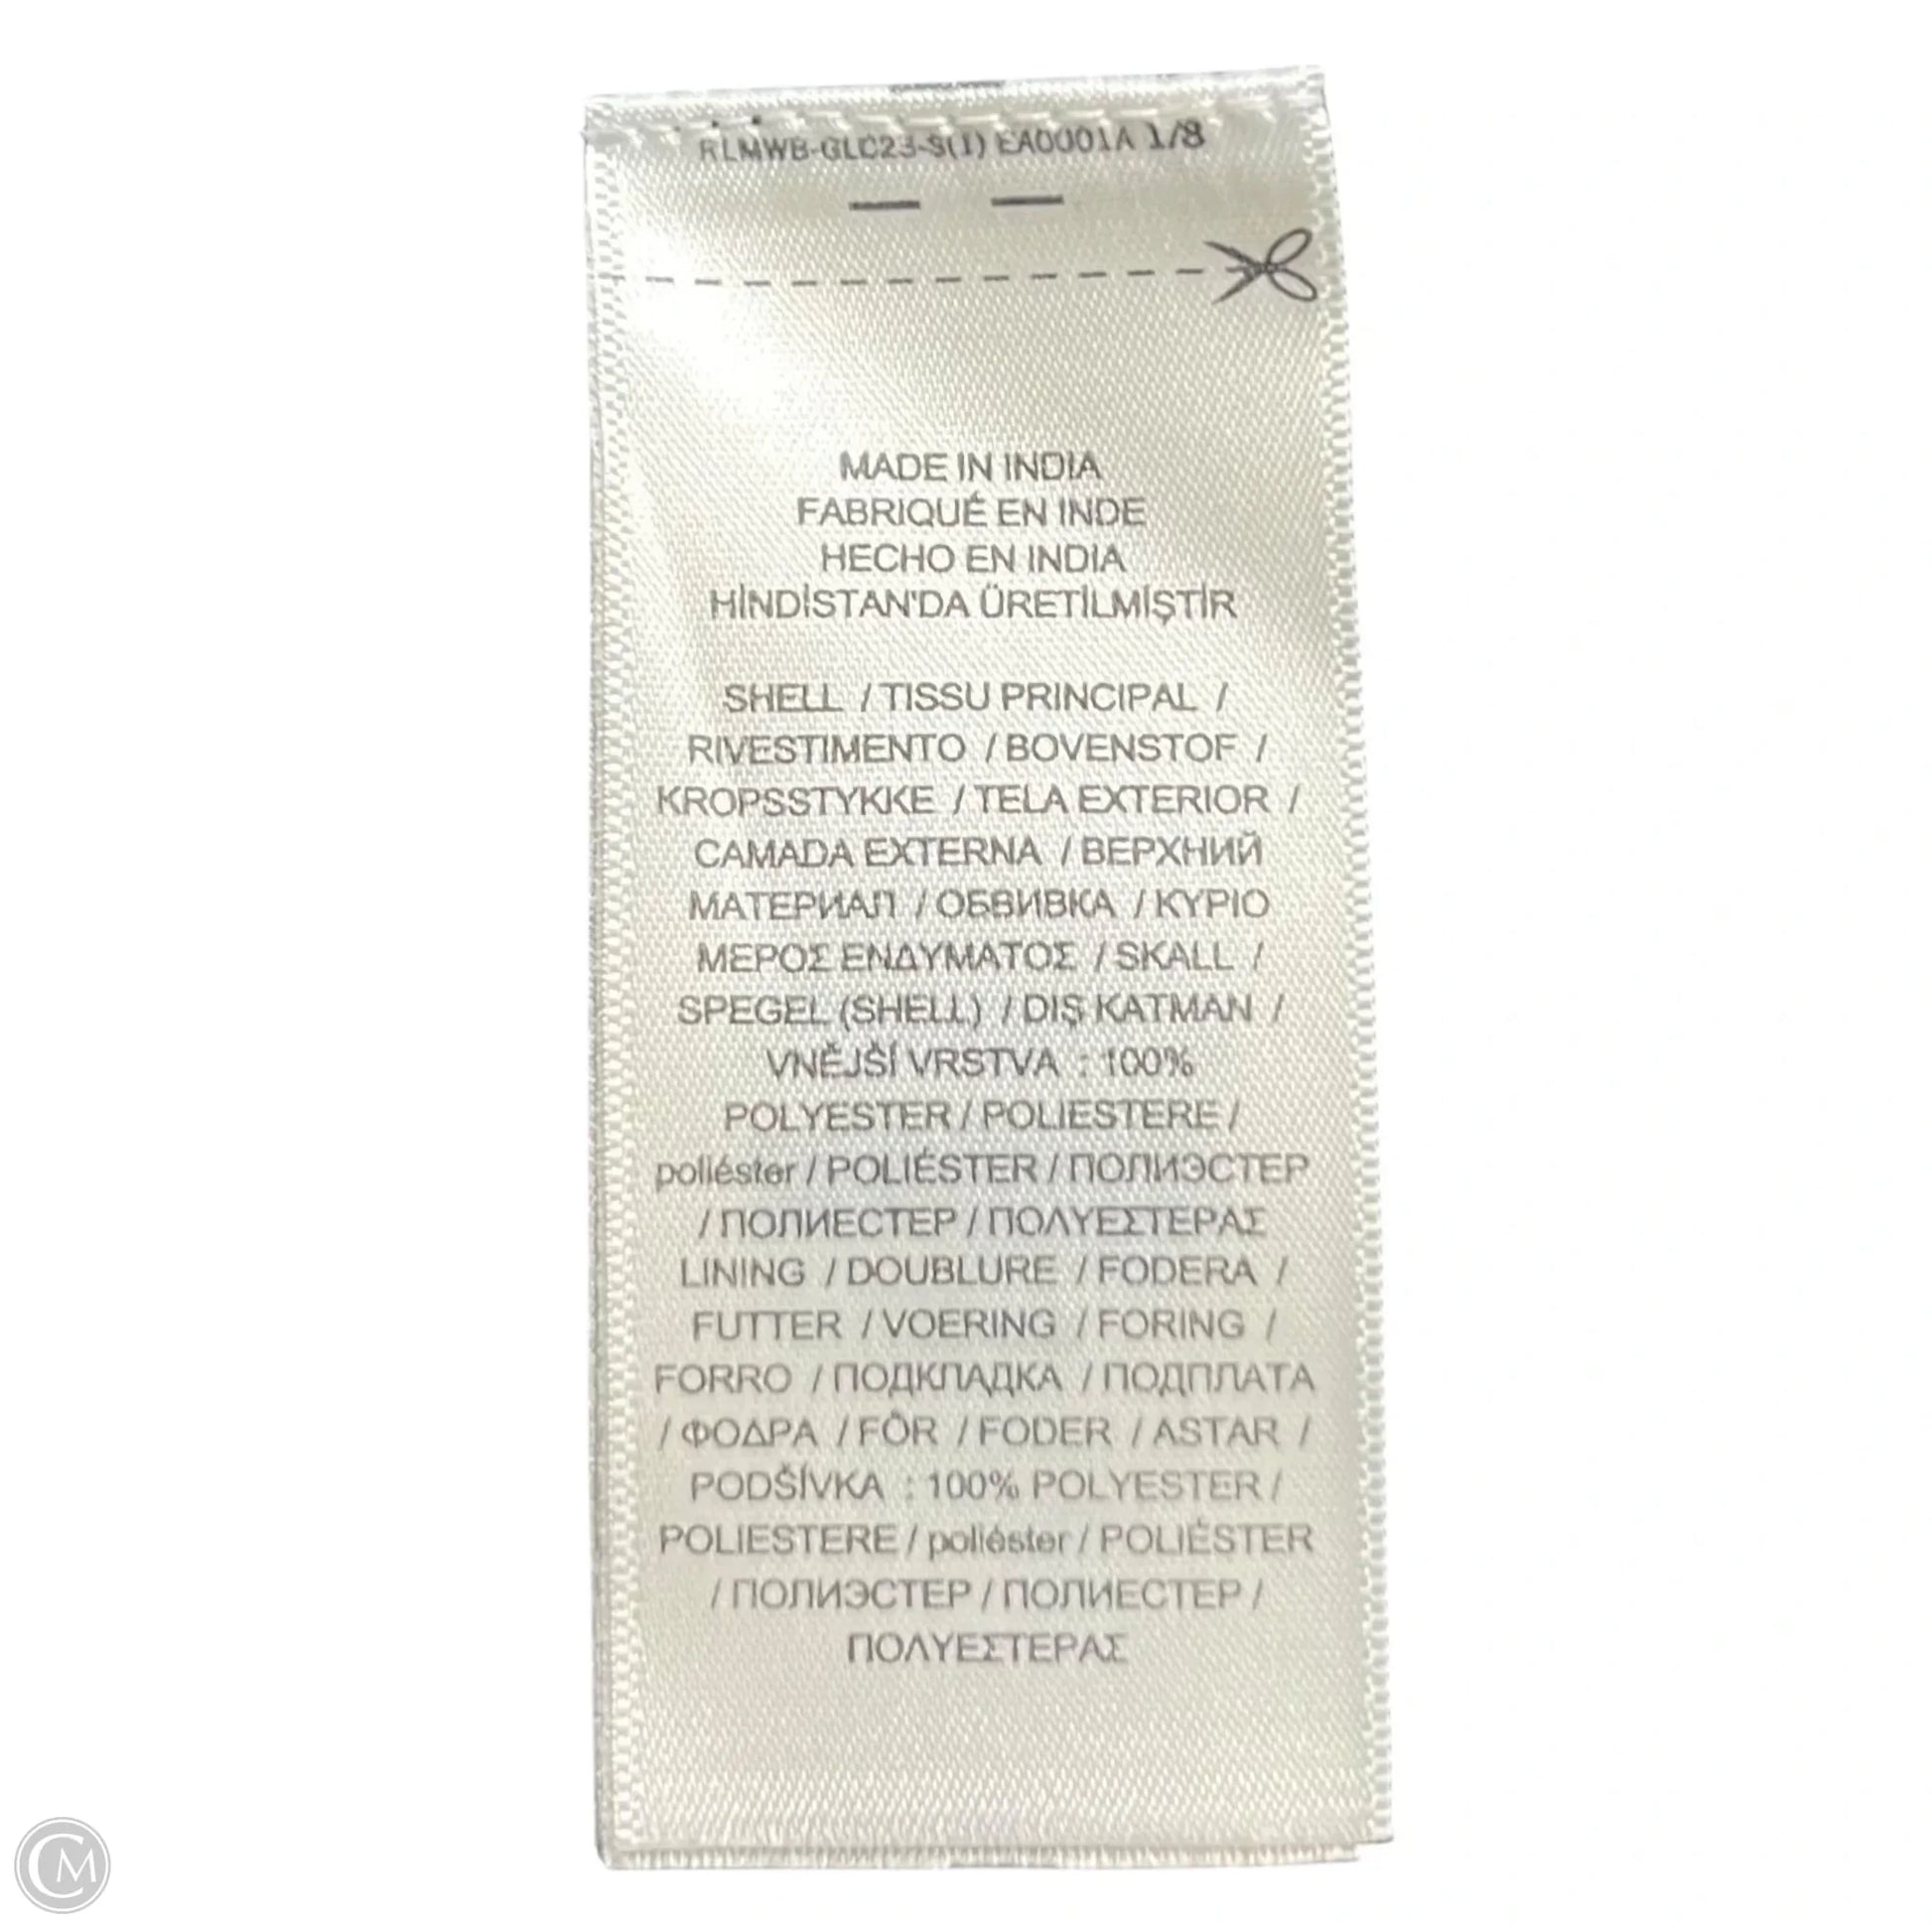 RLMWB-GLC23-S(1) EA0001A 1/8
MADE IN INDIA
FABRIQUÉ EN INDE
HECHO EN INDIA
HİNDİSTAN'DA ÜRETİLMİŞTİR
SHELL / TISSU PRINCIPAL /
RIVESTIMENTO / BOVENSTOF /
KROPSSTYKKE / TELA EXTERIOR /
CAMADA EXTERNA / ВЕРХНИЙ
МАТЕРИАЛ / ОБВИВКА / ΚΥΡΙΟ
ΜΕΡΟΣ ΕΝΔΥΜΑΤΟΣ / SKALL /
SPEGEL (SHELL) / DIŞ KATMAN /
VNĚJŠÍ VRSTVA : 100%
POLYESTER / POLIESTERE /
poliéster / POLIÉSTER / ПОЛИЭСТЕР
/ ПОЛИЕСТЕР / ΠΟΛΥΕΣΤΕΡΑΣ
LINING / DOUBLURE / FODERA /
FUTTER / VOERING / FORING /
FORRO / ПОДКЛАДКА / ПОДПЛАТА
/ ΦΟΔΡΑ / FÔR / FODER / ASTAR /
PODŠÍVKA : 100% POLYESTER /
POLIESTERE / poliéster / POLIÉSTER
/ ПОЛИЭСТЕР / ПОЛИЕСТЕР /
ΠΟΛΥΕΣΤΕΡΑΣ
CM